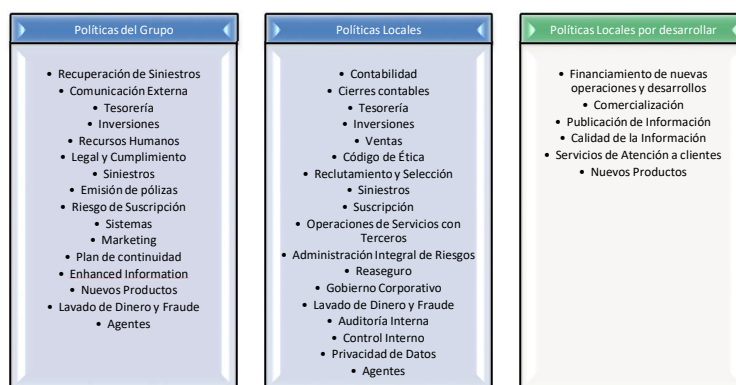 Políticas del Grupo
• Recuperación de Siniestros
• Comunicación Externa
• Tesorería
• Inversiones
• Recursos Humanos
• Legal y Cumplimiento
• Siniestros
• Emisión de pólizas
• Riesgo de Suscripción
• Sistemas
• Marketing
• Plan de continuidad
• Enhanced Information
• Nuevos Productos
• Lavado de Dinero y Fraude
• Agentes
Políticas Locales
• Contabilidad
• Cierres contables
• Tesorería
• Inversiones
• Ventas
• Código de Ética
• Reclutamiento y Selección
• Siniestros
• Suscripción
• Operaciones de Servicios con
Terceros
• Administración Integral de Riesgos
• Reaseguro
• Gobierno Corporativo
• Lavado de Dinero y Fraude
• Auditoría Interna
• Control Interno
• Privacidad de Datos
• Agentes
Políticas Locales por desarrollar
• Financiamiento de nuevas
operaciones y desarrollos
• Comercialización
• Publicación de Información
• Calidad de la Información
• Servicios de Atención a clientes
• Nuevos Productos